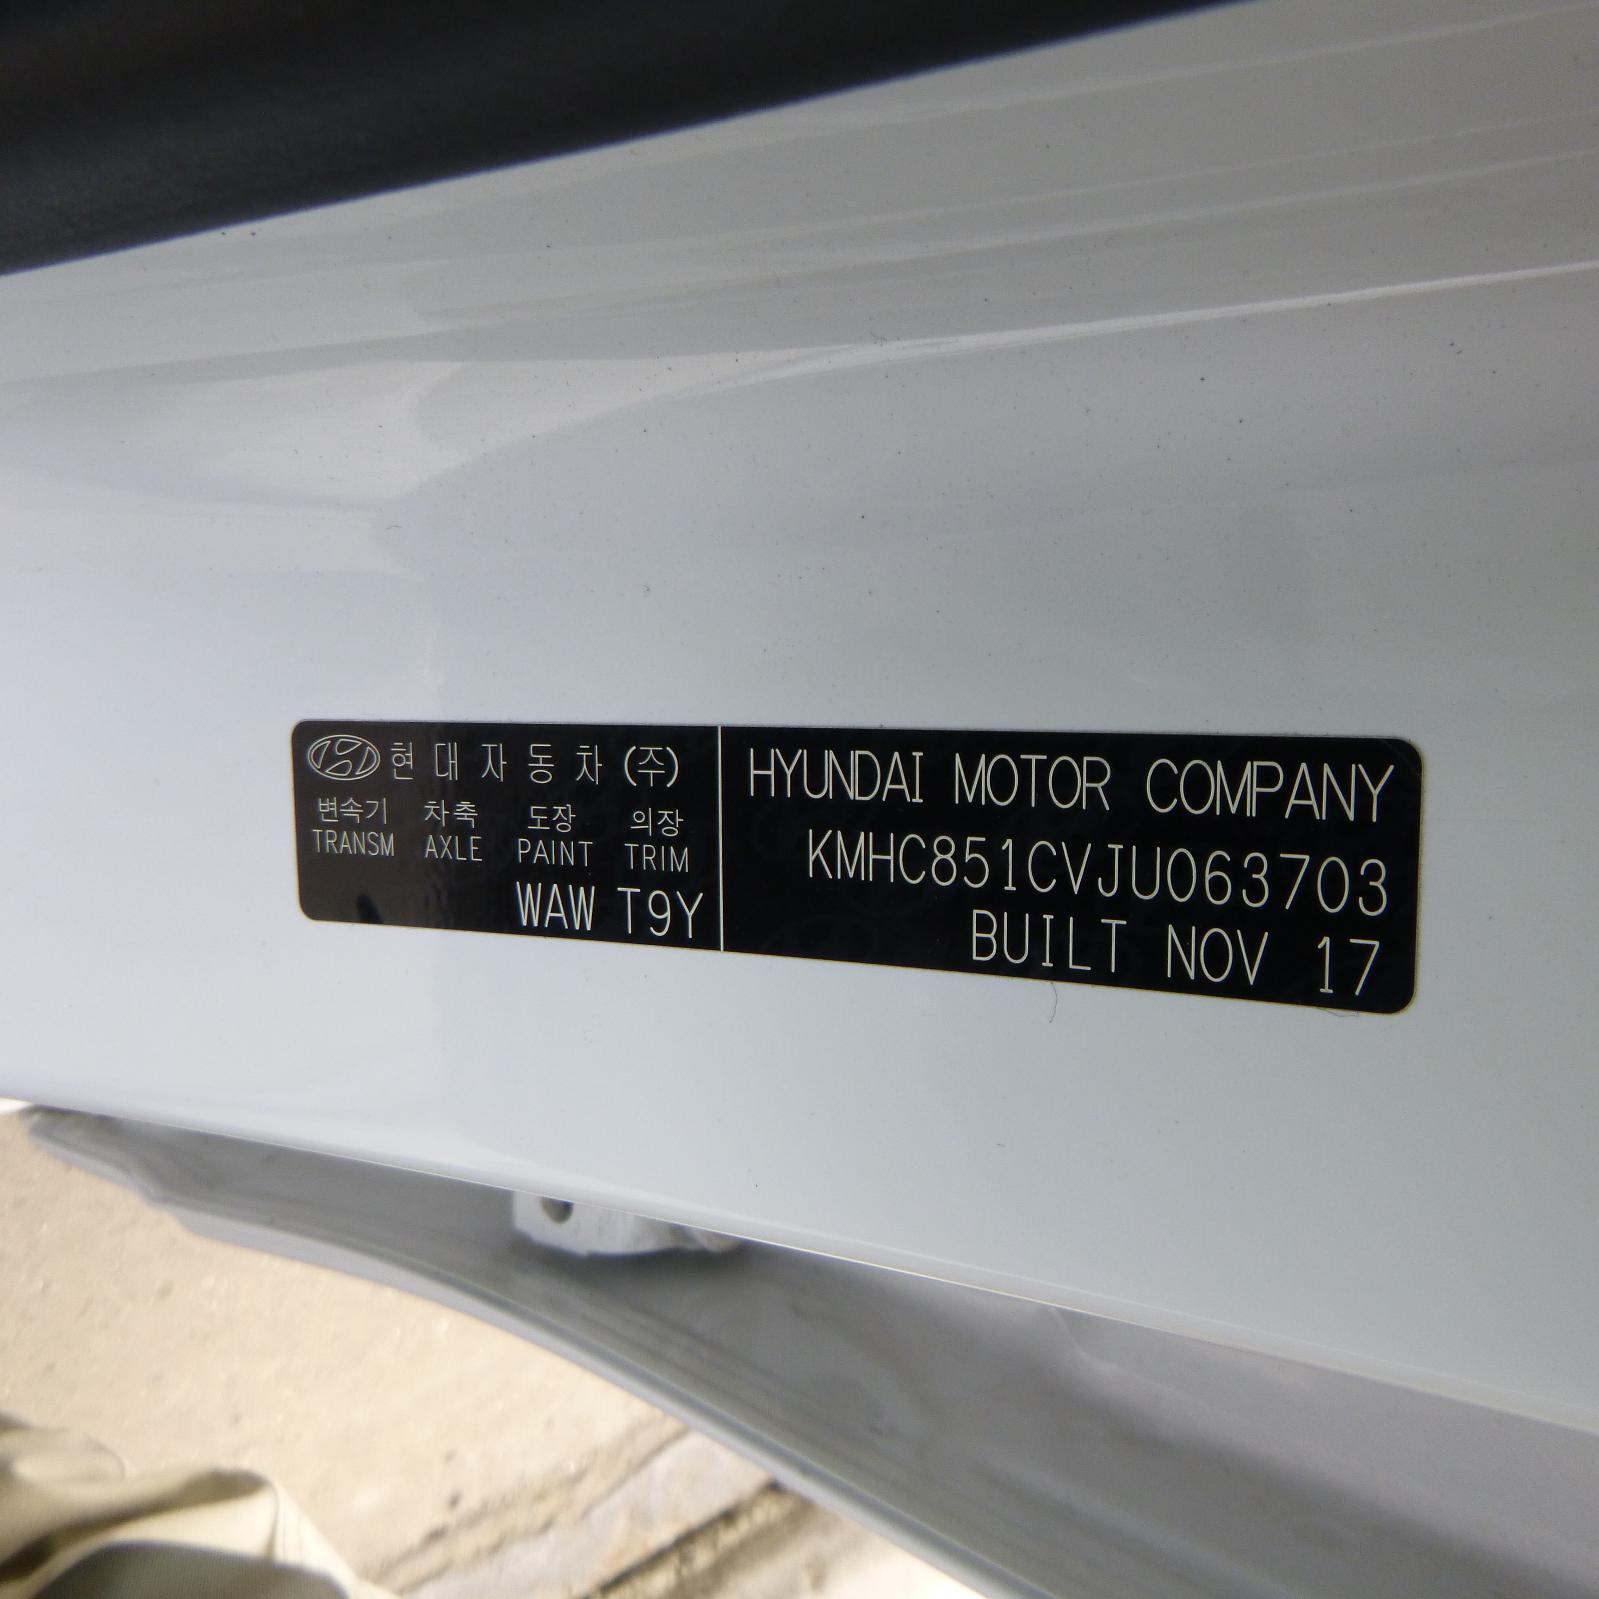 현대자동차(주)
변속기 차축 도장 의장
TRANSM AXLE PAINT TRIM
WAW T9Y
HYUNDAI MOTOR COMPANY
KMHC851CVJU063703
BUILT NOV 17